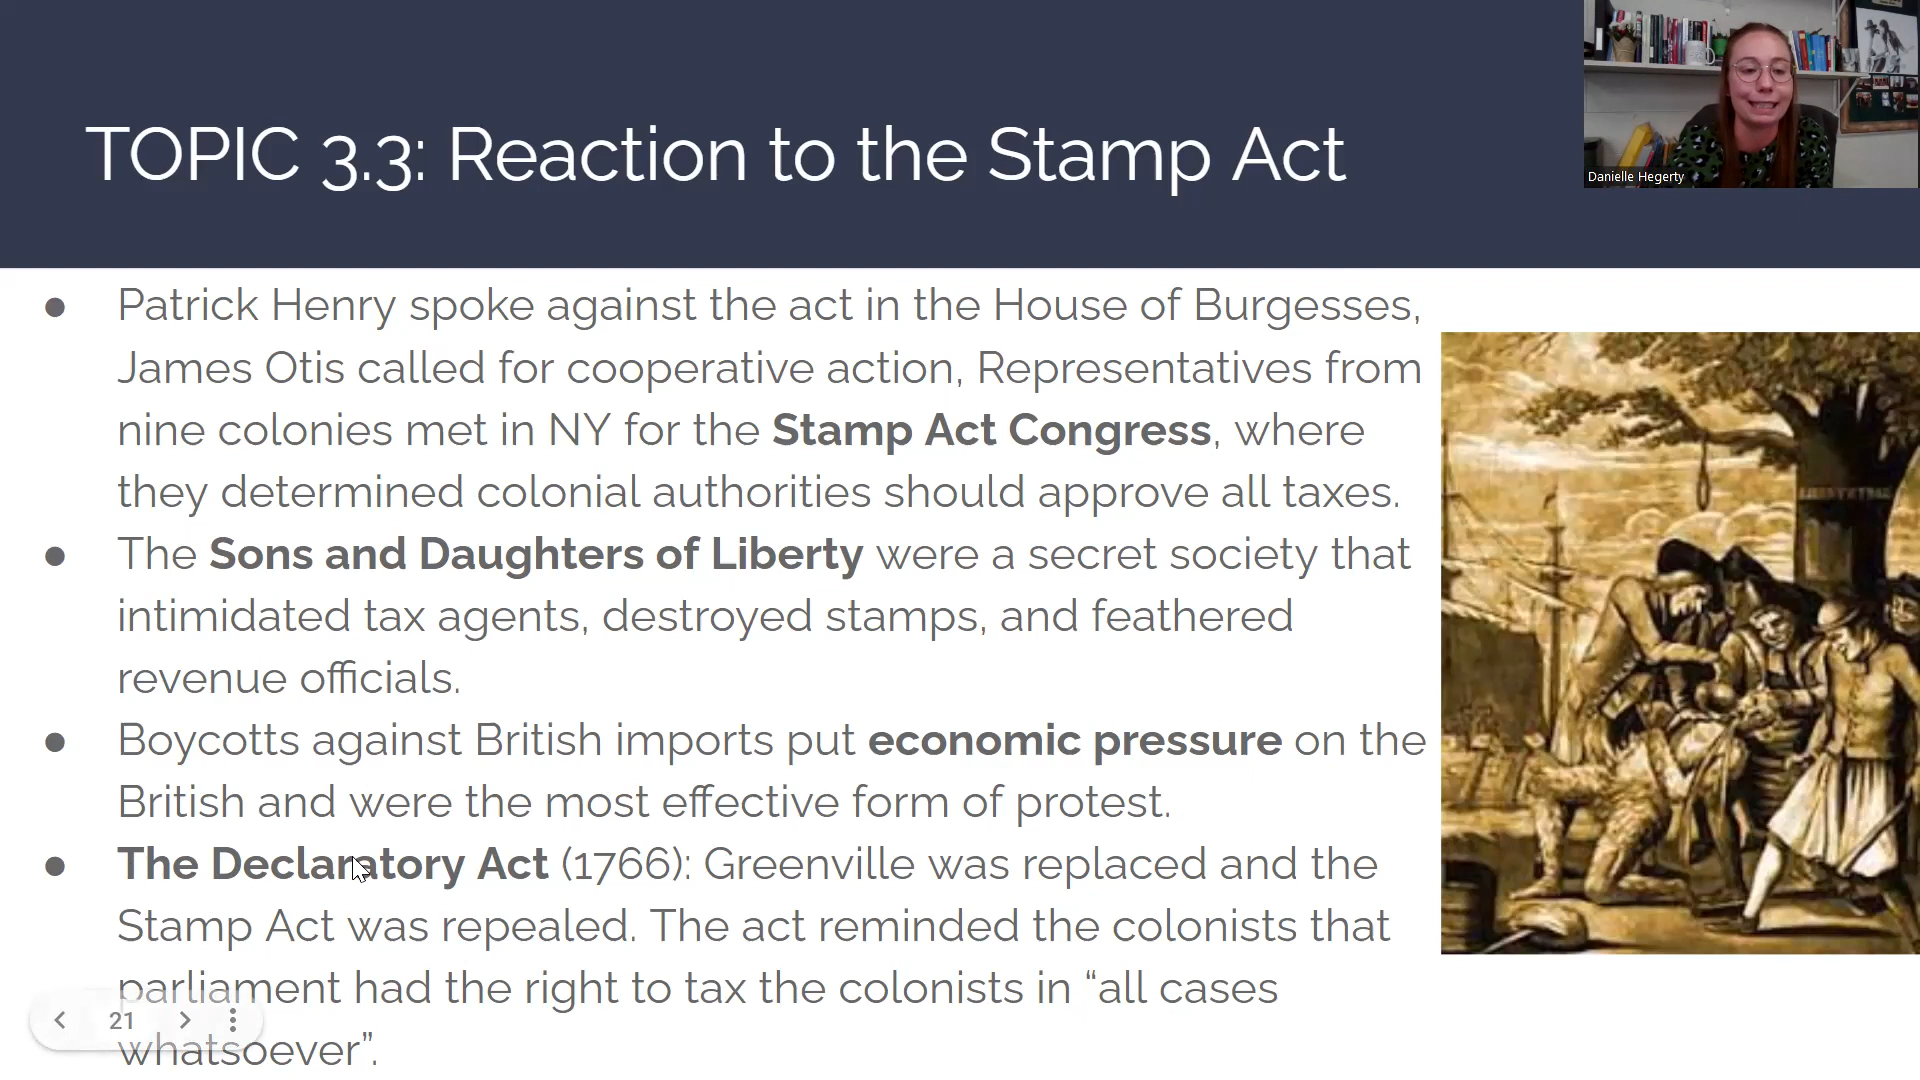 TOPIC 3.3: Reaction to the Stamp Act
Danielle Hegerty
● Patrick Henry spoke against the act in the House of Burgesses,
James Otis called for cooperative action, Representatives from
nine colonies met in NY for the Stamp Act Congress, where
they determined colonial authorities should approve all taxes.
● The Sons and Daughters of Liberty were a secret society that
intimidated tax agents, destroyed stamps, and feathered
revenue officials.
● Boycotts against British imports put economic pressure on the
British and were the most effective form of protest.
● The Declaratory Act (1766): Greenville was replaced and the
Stamp Act was repealed. The act reminded the colonists that
parliament had the right to tax the colonists in “all cases
whatsoever”.
21